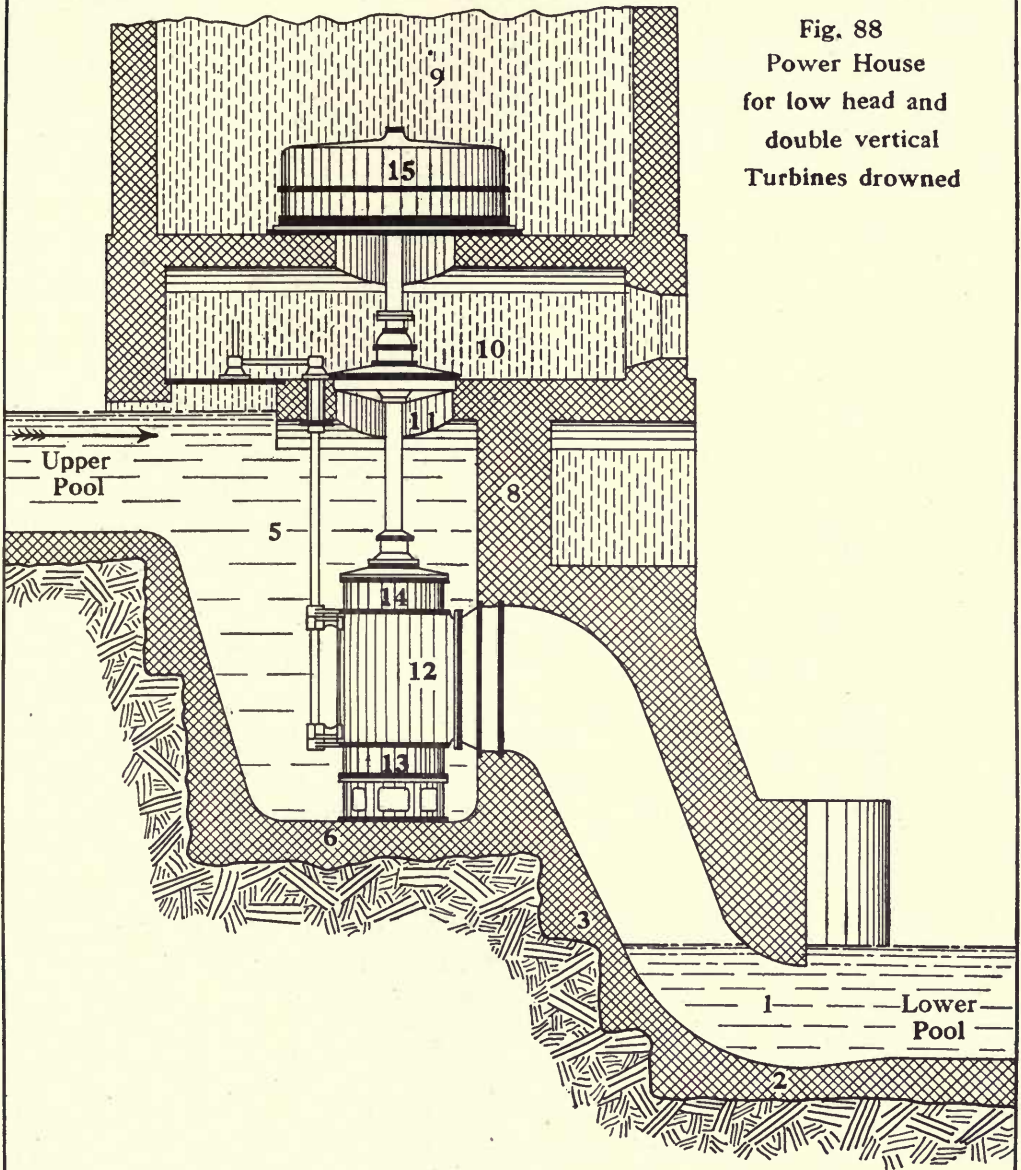 Fig. 88
Power House
for low head and
double vertical
Turbines drowned
9
15
10
11
Upper
Pool
8
5
14
12
13
6
3
1
Lower
Pool
2